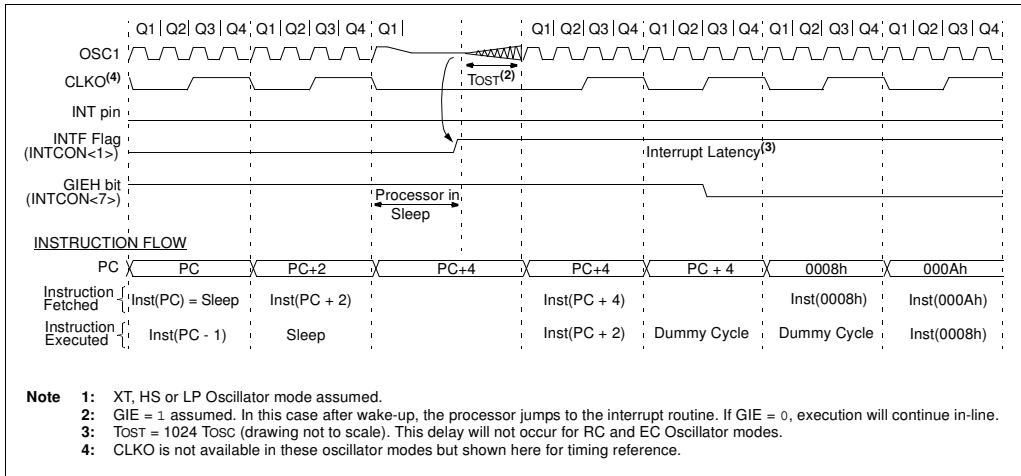 Q1 Q2 Q3 Q4 Q1 Q2 Q3 Q4 Q1 Q1 Q2 Q3 Q4 Q1 Q2 Q3 Q4 Q1 Q2 Q3 Q4 Q1 Q2 Q3 Q4
OSC1
TOST(2)
CLKO(4)
INT pin
INTF Flag
(INTCON<1>)
Interrupt Latency(3)
GIEH bit
(INTCON<7>)
Processor in
Sleep
INSTRUCTION FLOW
PC PC PC+2 PC+4 PC+4 PC + 4 0008h 000Ah
Instruction
Fetched
Inst(PC) = Sleep Inst(PC + 2) Inst(PC + 4) Inst(0008h) Inst(000Ah)
Instruction
Executed
Inst(PC - 1) Sleep Inst(PC + 2) Dummy Cycle Dummy Cycle Inst(0008h)
Note 1: XT, HS or LP Oscillator mode assumed.
2: GIE = 1 assumed. In this case after wake-up, the processor jumps to the interrupt routine. If GIE = 0, execution will continue in-line.
3: TOST = 1024 TOSC (drawing not to scale). This delay will not occur for RC and EC Oscillator modes.
4: CLKO is not available in these oscillator modes but shown here for timing reference.